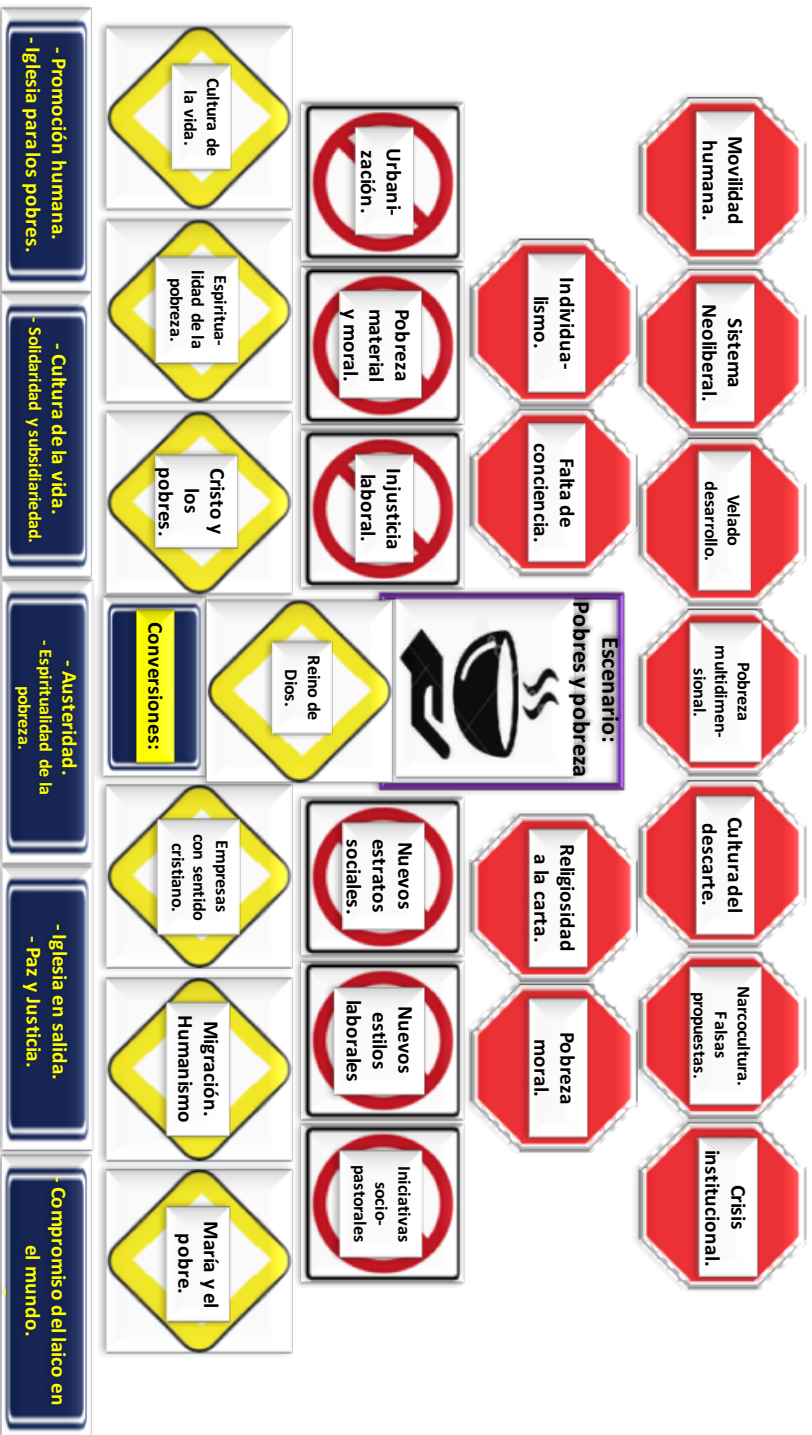 Movilidad
humana.
Sistema
Neoliberal.
Velado
desarrollo.
Pobreza
multidimen-
sional.
Cultura del
descarte.
Narcocultura.
Falsas
propuestas.
Crisis
institucional.
Individua-
lismo.
Falta de
conciencia.
Escenario:
Pobres y pobreza
Religiosidad
a la carta.
Pobreza
moral.
Urbani-
zación.
Pobreza
material
y moral.
Injusticia
laboral.
Nuevos
estratos
sociales.
Nuevos
estilos
laborales
Iniciativas
socio-
pastorales
Reino de
Dios.
Cultura de
la vida.
Espiritua-
lidad de la
pobreza.
Cristo y
los
pobres.
Conversiones:
Empresas
con sentido
cristiano.
Migración.
Humanismo
María y el
pobre.
- Promoción humana.
- Iglesia para los pobres.
- Cultura de la vida.
- Solidaridad y subsidiariedad.
- Austeridad.
- Espiritualidad de la
pobreza.
- Iglesia en salida.
- Paz y Justicia.
- Compromiso del laico en
el mundo.